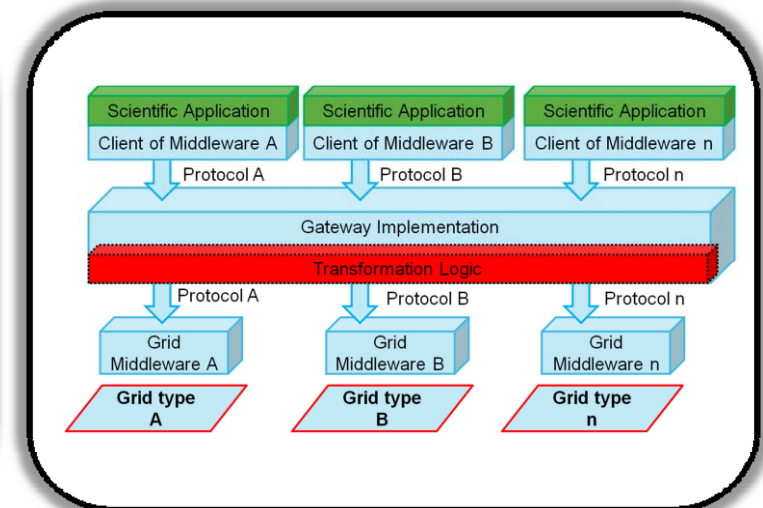 Scientific Application Scientific Application Scientific Application
Client of Middleware A Client of Middleware B Client of Middleware n
Protocol A Protocol B Protocol n
Gateway Implementation
Transformation Logic
Protocol A Protocol B Protocol n
Grid Grid Grid
Middleware A Middleware B Middleware n
Grid type Grid type Grid type
A B n